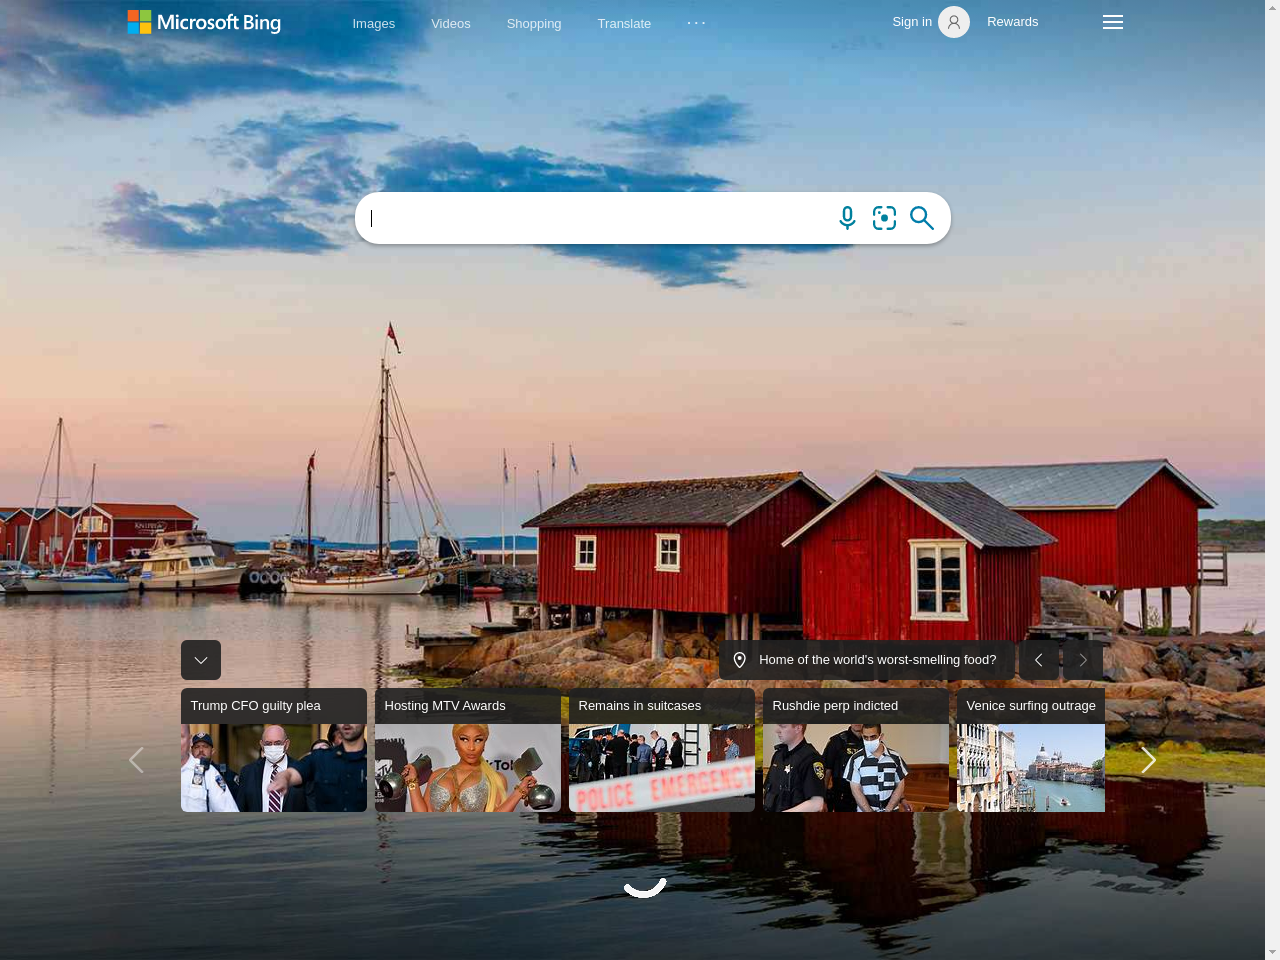 Microsoft Bing
Images
Videos
Shopping
Translate
Sign in
Rewards
Home of the world's worst-smelling food?
Trump CFO guilty plea
Hosting MTV Awards
Remains in suitcases
Rushdie perp indicted
Venice surfing outrage
POLICE EMERGENCY